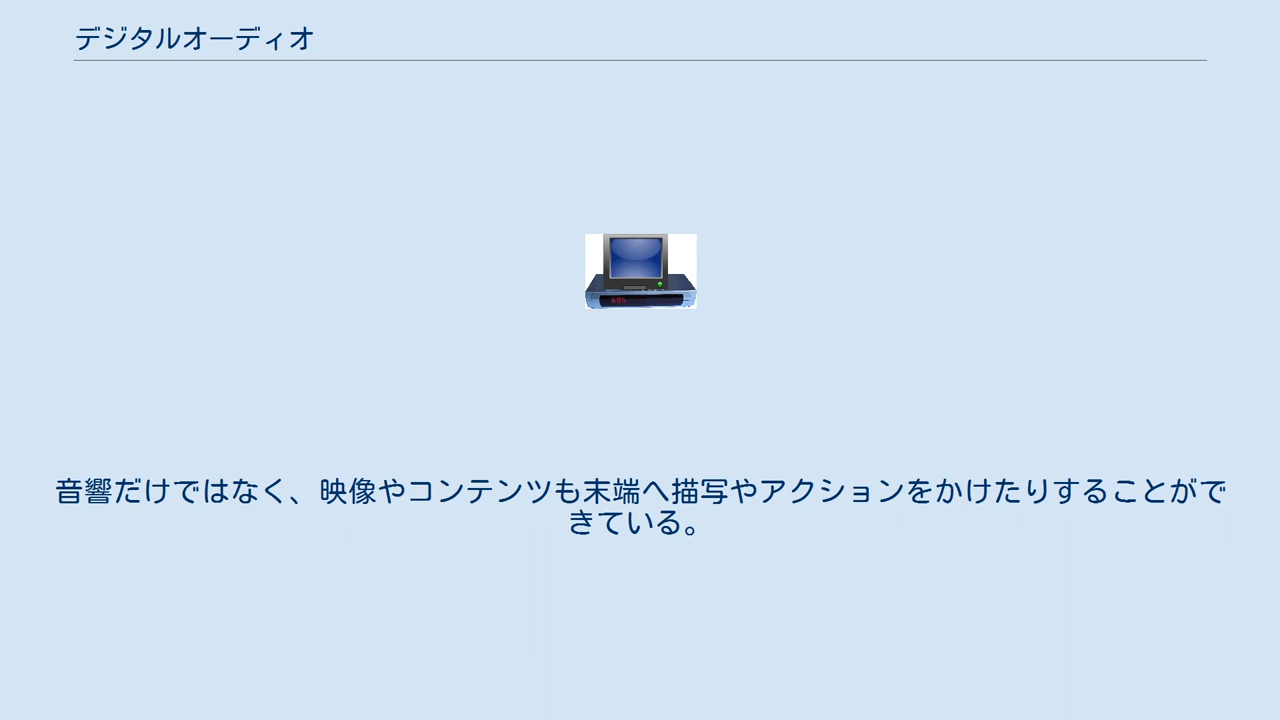 デジタルオーディオ
音響だけではなく、映像やコンテンツも末端へ描写やアクションをかけたりすることがで
きている。